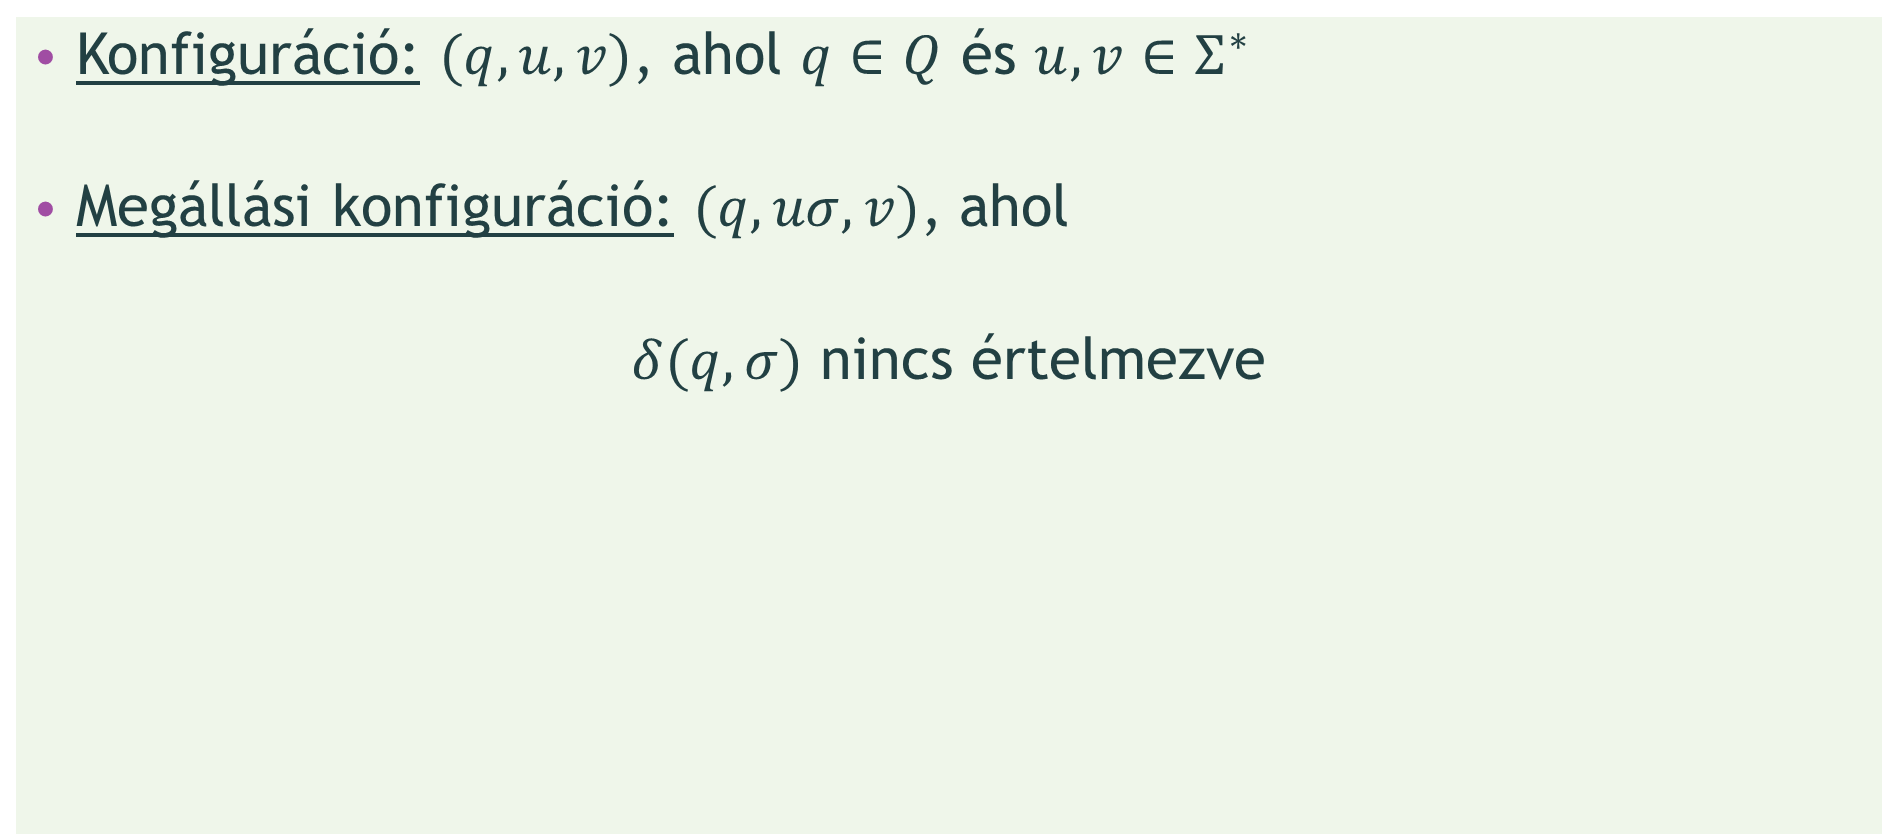 • Konfiguráció: (𝑞, 𝑢, 𝑣), ahol 𝑞 ∈ 𝑄 és 𝑢, 𝑣 ∈ Σ*
• Megállási konfiguráció: (𝑞, 𝑢𝜎, 𝑣), ahol
𝛿(𝑞, 𝜎) nincs értelmezve